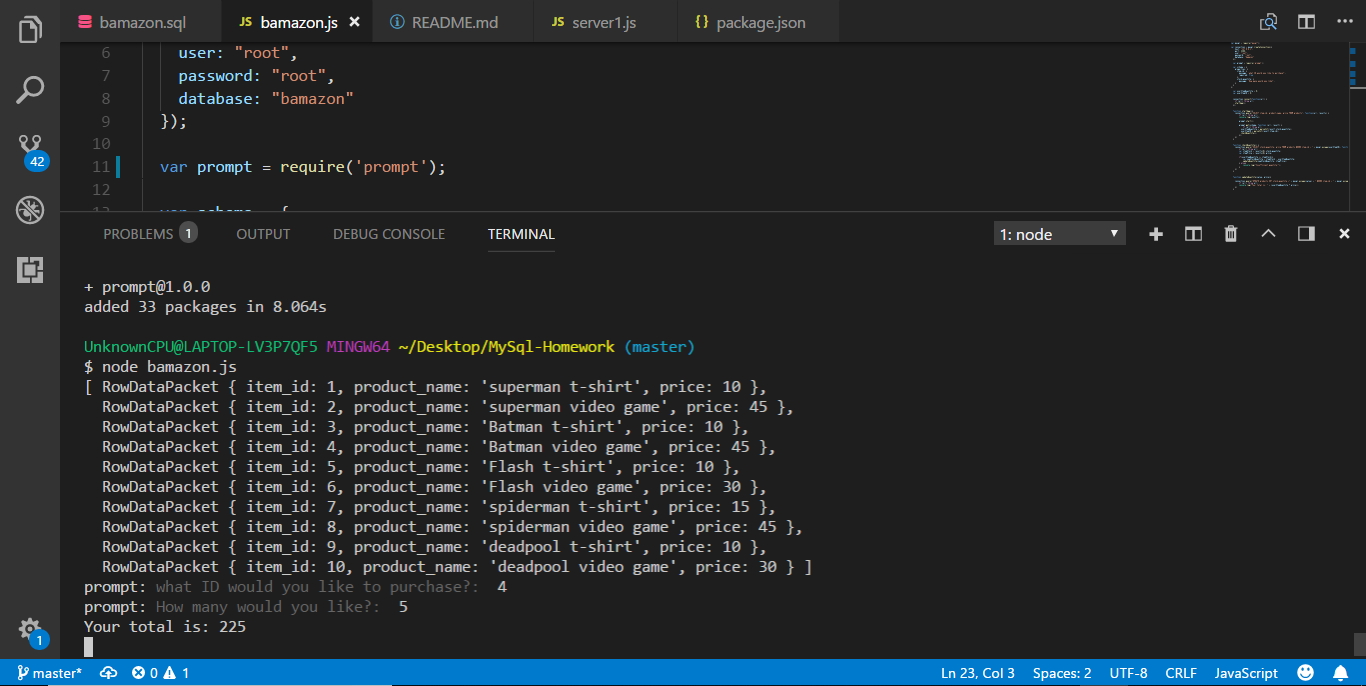 bamazon.sql JS bamazon.js × README.md JS server1.js {} package.json
6 user: "root",
7 password: "root",
8 database: "bamazon"
9 });
10
11 var prompt = require('prompt');
12
PROBLEMS 1 OUTPUT DEBUG CONSOLE TERMINAL 1: node
+ prompt@1.0.0
added 33 packages in 8.064s
UnknownCPU@LAPTOP-LV3P7QF5 MINGW64 ~/Desktop/MySql-Homework (master)
$ node bamazon.js
[ RowDataPacket { item_id: 1, product_name: 'superman t-shirt', price: 10 },
RowDataPacket { item_id: 2, product_name: 'superman video game', price: 45 },
RowDataPacket { item_id: 3, product_name: 'Batman t-shirt', price: 10 },
RowDataPacket { item_id: 4, product_name: 'Batman video game', price: 45 },
RowDataPacket { item_id: 5, product_name: 'Flash t-shirt', price: 10 },
RowDataPacket { item_id: 6, product_name: 'Flash video game', price: 30 },
RowDataPacket { item_id: 7, product_name: 'spiderman t-shirt', price: 15 },
RowDataPacket { item_id: 8, product_name: 'spiderman video game', price: 45 },
RowDataPacket { item_id: 9, product_name: 'deadpool t-shirt', price: 10 },
RowDataPacket { item_id: 10, product_name: 'deadpool video game', price: 30 } ]
prompt: what ID would you like to purchase?: 4
prompt: How many would you like?: 5
Your total is: 225
42
1
master* 0 1 Ln 23, Col 3 Spaces: 2 UTF-8 CRLF JavaScript